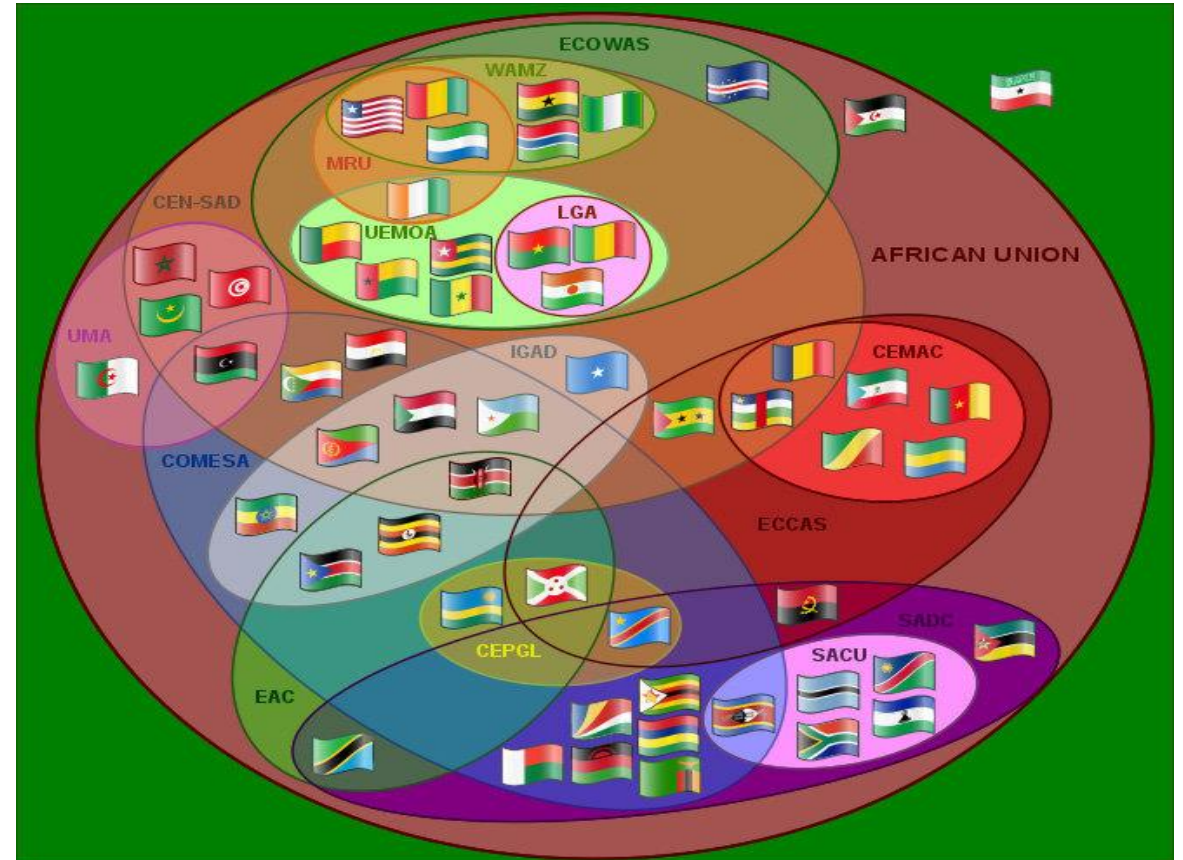 ECOWAS
WAMZ
MRU
CEN-SAD
LGA
UEMOA
AFRICAN UNION
UMA
IGAD
CEMAC
COMESA
ECCAS
SADC
CEPGL
SACU
EAC